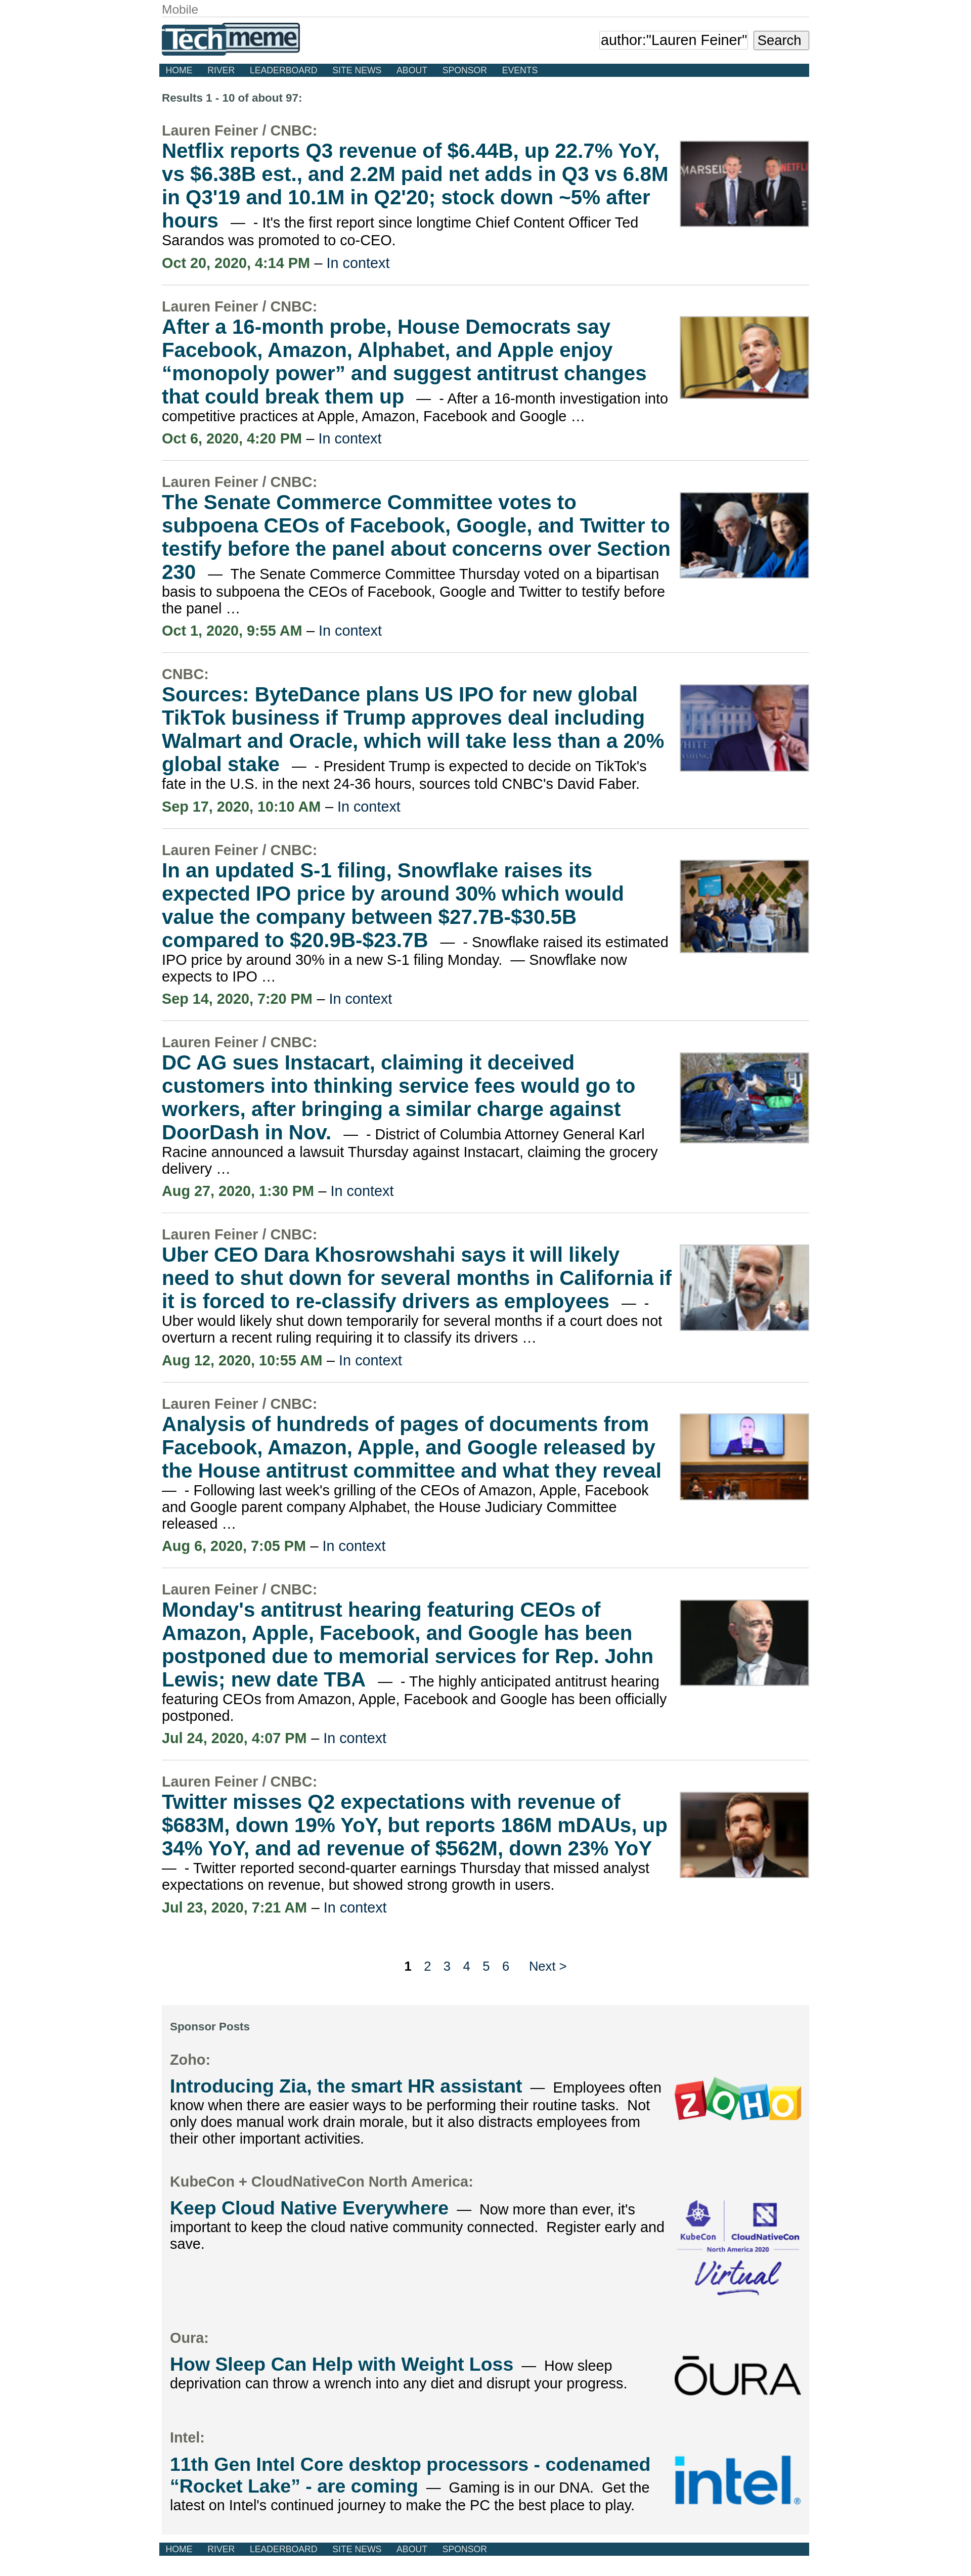 Mobile
Techmeme
author:"Lauren Feiner"
Search
HOME RIVER LEADERBOARD SITE NEWS ABOUT SPONSOR EVENTS
Results 1 - 10 of about 97:
Lauren Feiner / CNBC:
Netflix reports Q3 revenue of $6.44B, up 22.7% YoY,
vs $6.38B est., and 2.2M paid net adds in Q3 vs 6.8M
in Q3'19 and 10.1M in Q2'20; stock down ~5% after
hours — - It's the first report since longtime Chief Content Officer Ted
Sarandos was promoted to co-CEO.
Oct 20, 2020, 4:14 PM – In context
Lauren Feiner / CNBC:
After a 16-month probe, House Democrats say
Facebook, Amazon, Alphabet, and Apple enjoy
“monopoly power” and suggest antitrust changes
that could break them up — - After a 16-month investigation into
competitive practices at Apple, Amazon, Facebook and Google …
Oct 6, 2020, 4:20 PM – In context
Lauren Feiner / CNBC:
The Senate Commerce Committee votes to
subpoena CEOs of Facebook, Google, and Twitter to
testify before the panel about concerns over Section
230 — The Senate Commerce Committee Thursday voted on a bipartisan
basis to subpoena the CEOs of Facebook, Google and Twitter to testify before
the panel …
Oct 1, 2020, 9:55 AM – In context
CNBC:
Sources: ByteDance plans US IPO for new global
TikTok business if Trump approves deal including
Walmart and Oracle, which will take less than a 20%
global stake — - President Trump is expected to decide on TikTok's
fate in the U.S. in the next 24-36 hours, sources told CNBC's David Faber.
Sep 17, 2020, 10:10 AM – In context
Lauren Feiner / CNBC:
In an updated S-1 filing, Snowflake raises its
expected IPO price by around 30% which would
value the company between $27.7B-$30.5B
compared to $20.9B-$23.7B — - Snowflake raised its estimated
IPO price by around 30% in a new S-1 filing Monday. — Snowflake now
expects to IPO …
Sep 14, 2020, 7:20 PM – In context
Lauren Feiner / CNBC:
DC AG sues Instacart, claiming it deceived
customers into thinking service fees would go to
workers, after bringing a similar charge against
DoorDash in Nov. — - District of Columbia Attorney General Karl
Racine announced a lawsuit Thursday against Instacart, claiming the grocery
delivery …
Aug 27, 2020, 1:30 PM – In context
Lauren Feiner / CNBC:
Uber CEO Dara Khosrowshahi says it will likely
need to shut down for several months in California if
it is forced to re-classify drivers as employees — -
Uber would likely shut down temporarily for several months if a court does not
overturn a recent ruling requiring it to classify its drivers …
Aug 12, 2020, 10:55 AM – In context
Lauren Feiner / CNBC:
Analysis of hundreds of pages of documents from
Facebook, Amazon, Apple, and Google released by
the House antitrust committee and what they reveal
— - Following last week's grilling of the CEOs of Amazon, Apple, Facebook
and Google parent company Alphabet, the House Judiciary Committee
released …
Aug 6, 2020, 7:05 PM – In context
Lauren Feiner / CNBC:
Monday's antitrust hearing featuring CEOs of
Amazon, Apple, Facebook, and Google has been
postponed due to memorial services for Rep. John
Lewis; new date TBA — - The highly anticipated antitrust hearing
featuring CEOs from Amazon, Apple, Facebook and Google has been officially
postponed.
Jul 24, 2020, 4:07 PM – In context
Lauren Feiner / CNBC:
Twitter misses Q2 expectations with revenue of
$683M, down 19% YoY, but reports 186M mDAUs, up
34% YoY, and ad revenue of $562M, down 23% YoY
— - Twitter reported second-quarter earnings Thursday that missed analyst
expectations on revenue, but showed strong growth in users.
Jul 23, 2020, 7:21 AM – In context
1 2 3 4 5 6 Next >
Sponsor Posts
Zoho:
Introducing Zia, the smart HR assistant — Employees often
know when there are easier ways to be performing their routine tasks. Not
only does manual work drain morale, but it also distracts employees from
their other important activities.
ZOHO
KubeCon + CloudNativeCon North America:
Keep Cloud Native Everywhere — Now more than ever, it's
important to keep the cloud native community connected. Register early and
save.
KubeCon CloudNativeCon
North America 2020
Virtual
Oura:
How Sleep Can Help with Weight Loss — How sleep
deprivation can throw a wrench into any diet and disrupt your progress.
ŌURA
Intel:
11th Gen Intel Core desktop processors - codenamed
“Rocket Lake” - are coming — Gaming is in our DNA. Get the
latest on Intel's continued journey to make the PC the best place to play.
intel®
HOME RIVER LEADERBOARD SITE NEWS ABOUT SPONSOR